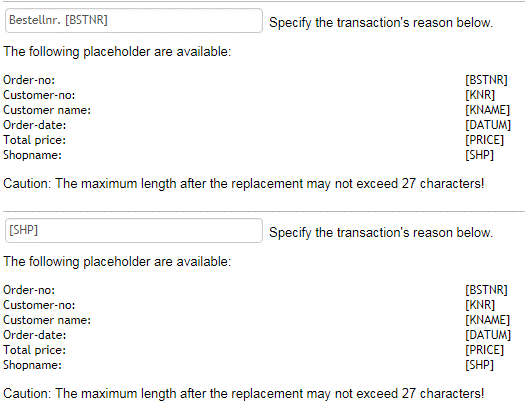 Bestellnr. [BSTNR] Specify the transaction's reason below.
The following placeholder are available:
Order-no: [BSTNR]
Customer-no: [KNR]
Customer name: [KNAME]
Order-date: [DATUM]
Total price: [PRICE]
Shopname: [SHP]
Caution: The maximum length after the replacement may not exceed 27 characters!
[SHP] Specify the transaction's reason below.
The following placeholder are available:
Order-no: [BSTNR]
Customer-no: [KNR]
Customer name: [KNAME]
Order-date: [DATUM]
Total price: [PRICE]
Shopname: [SHP]
Caution: The maximum length after the replacement may not exceed 27 characters!